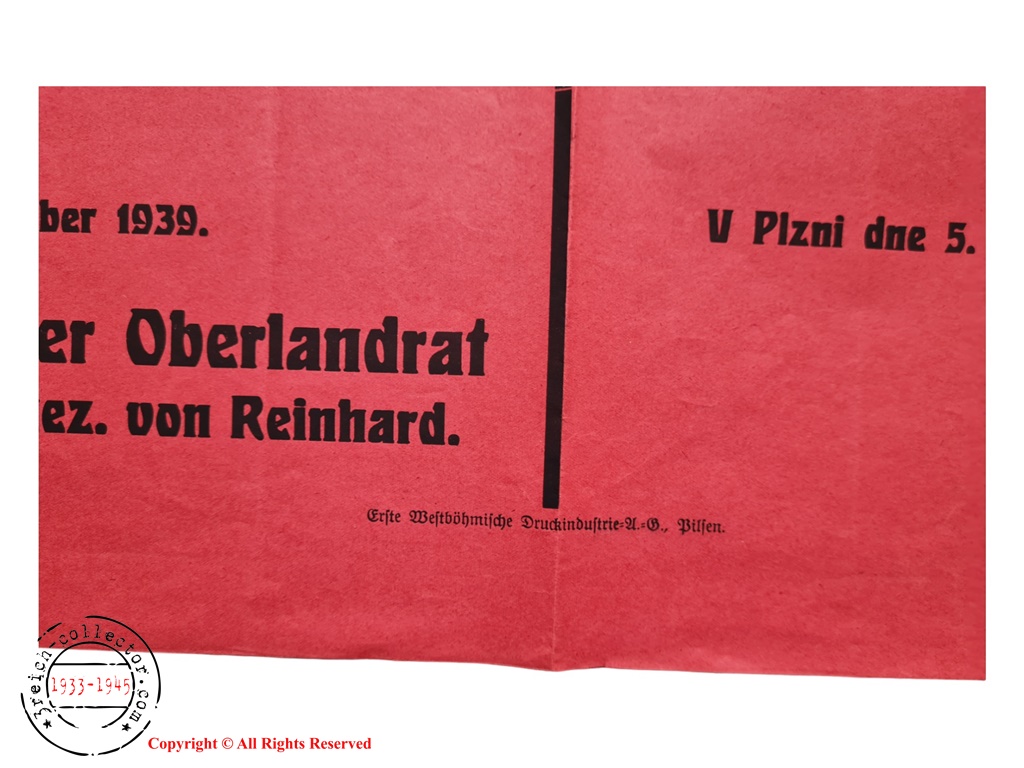 ber 1939.
er Oberlandrat
ez. von Reinhard.
V Plzni dne 5.
Erſte Weſtböhmiſche Druckinduſtrie=A.=G., Pilſen.
3reich-collector.com
1933-1945
Copyright © All Rights Reserved